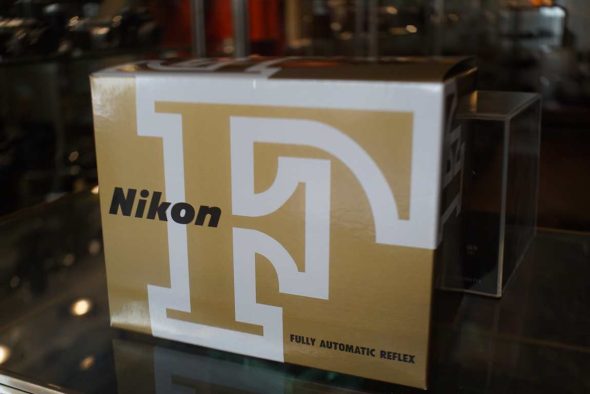 F
Nikon
FULLY AUTOMATIC REFLEX